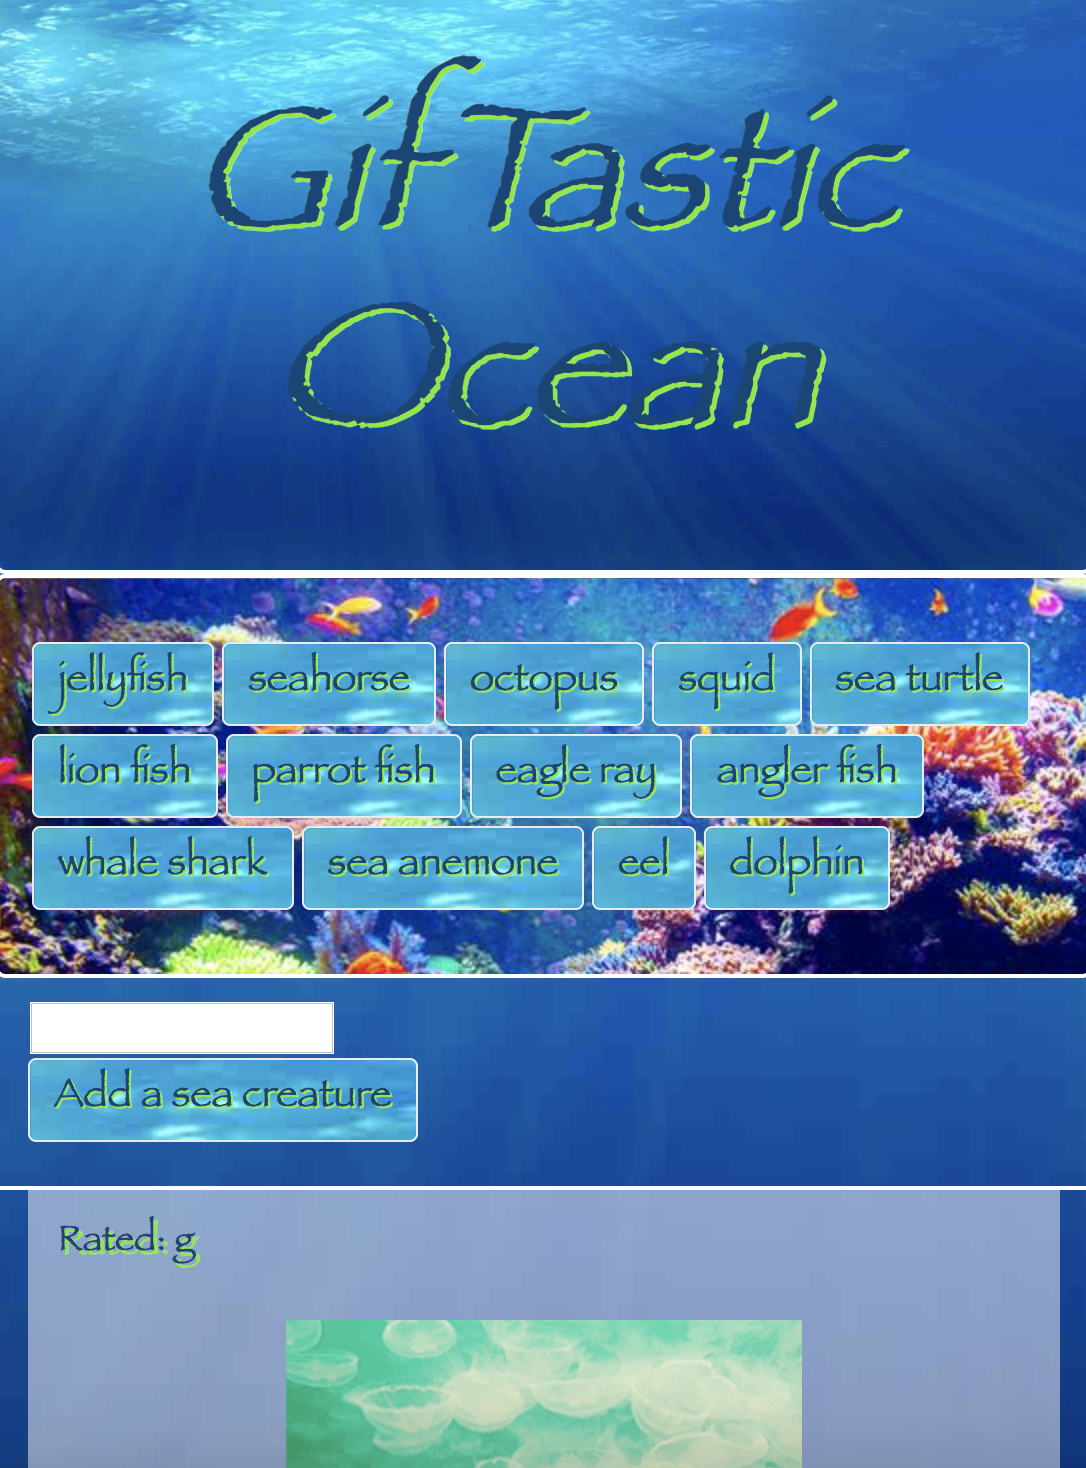 GifTastic
Ocean
jellyfish seahorse octopus squid sea turtle
lion fish parrot fish eagle ray angler fish
whale shark sea anemone eel dolphin
Add a sea creature
Rated: g